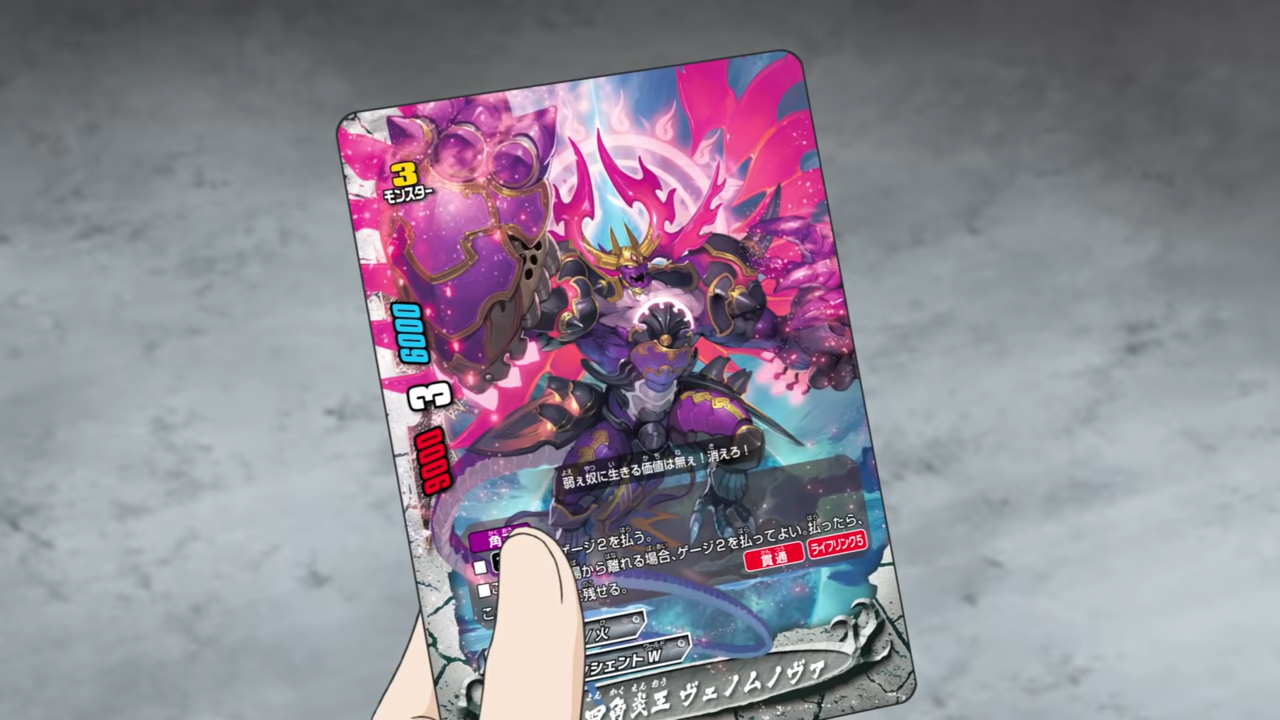 3
モンスター
6000
3
9000
弱ぇ奴に生きる価値は無ぇ!消えろ!
角
ゲージ2を払う。
場から離れる場合、ゲージ2を払ってよい。払ったら、
残せる。
貫通 ライフリンク5
火
シェントW
四角炎王 ヴェノムノヴァ